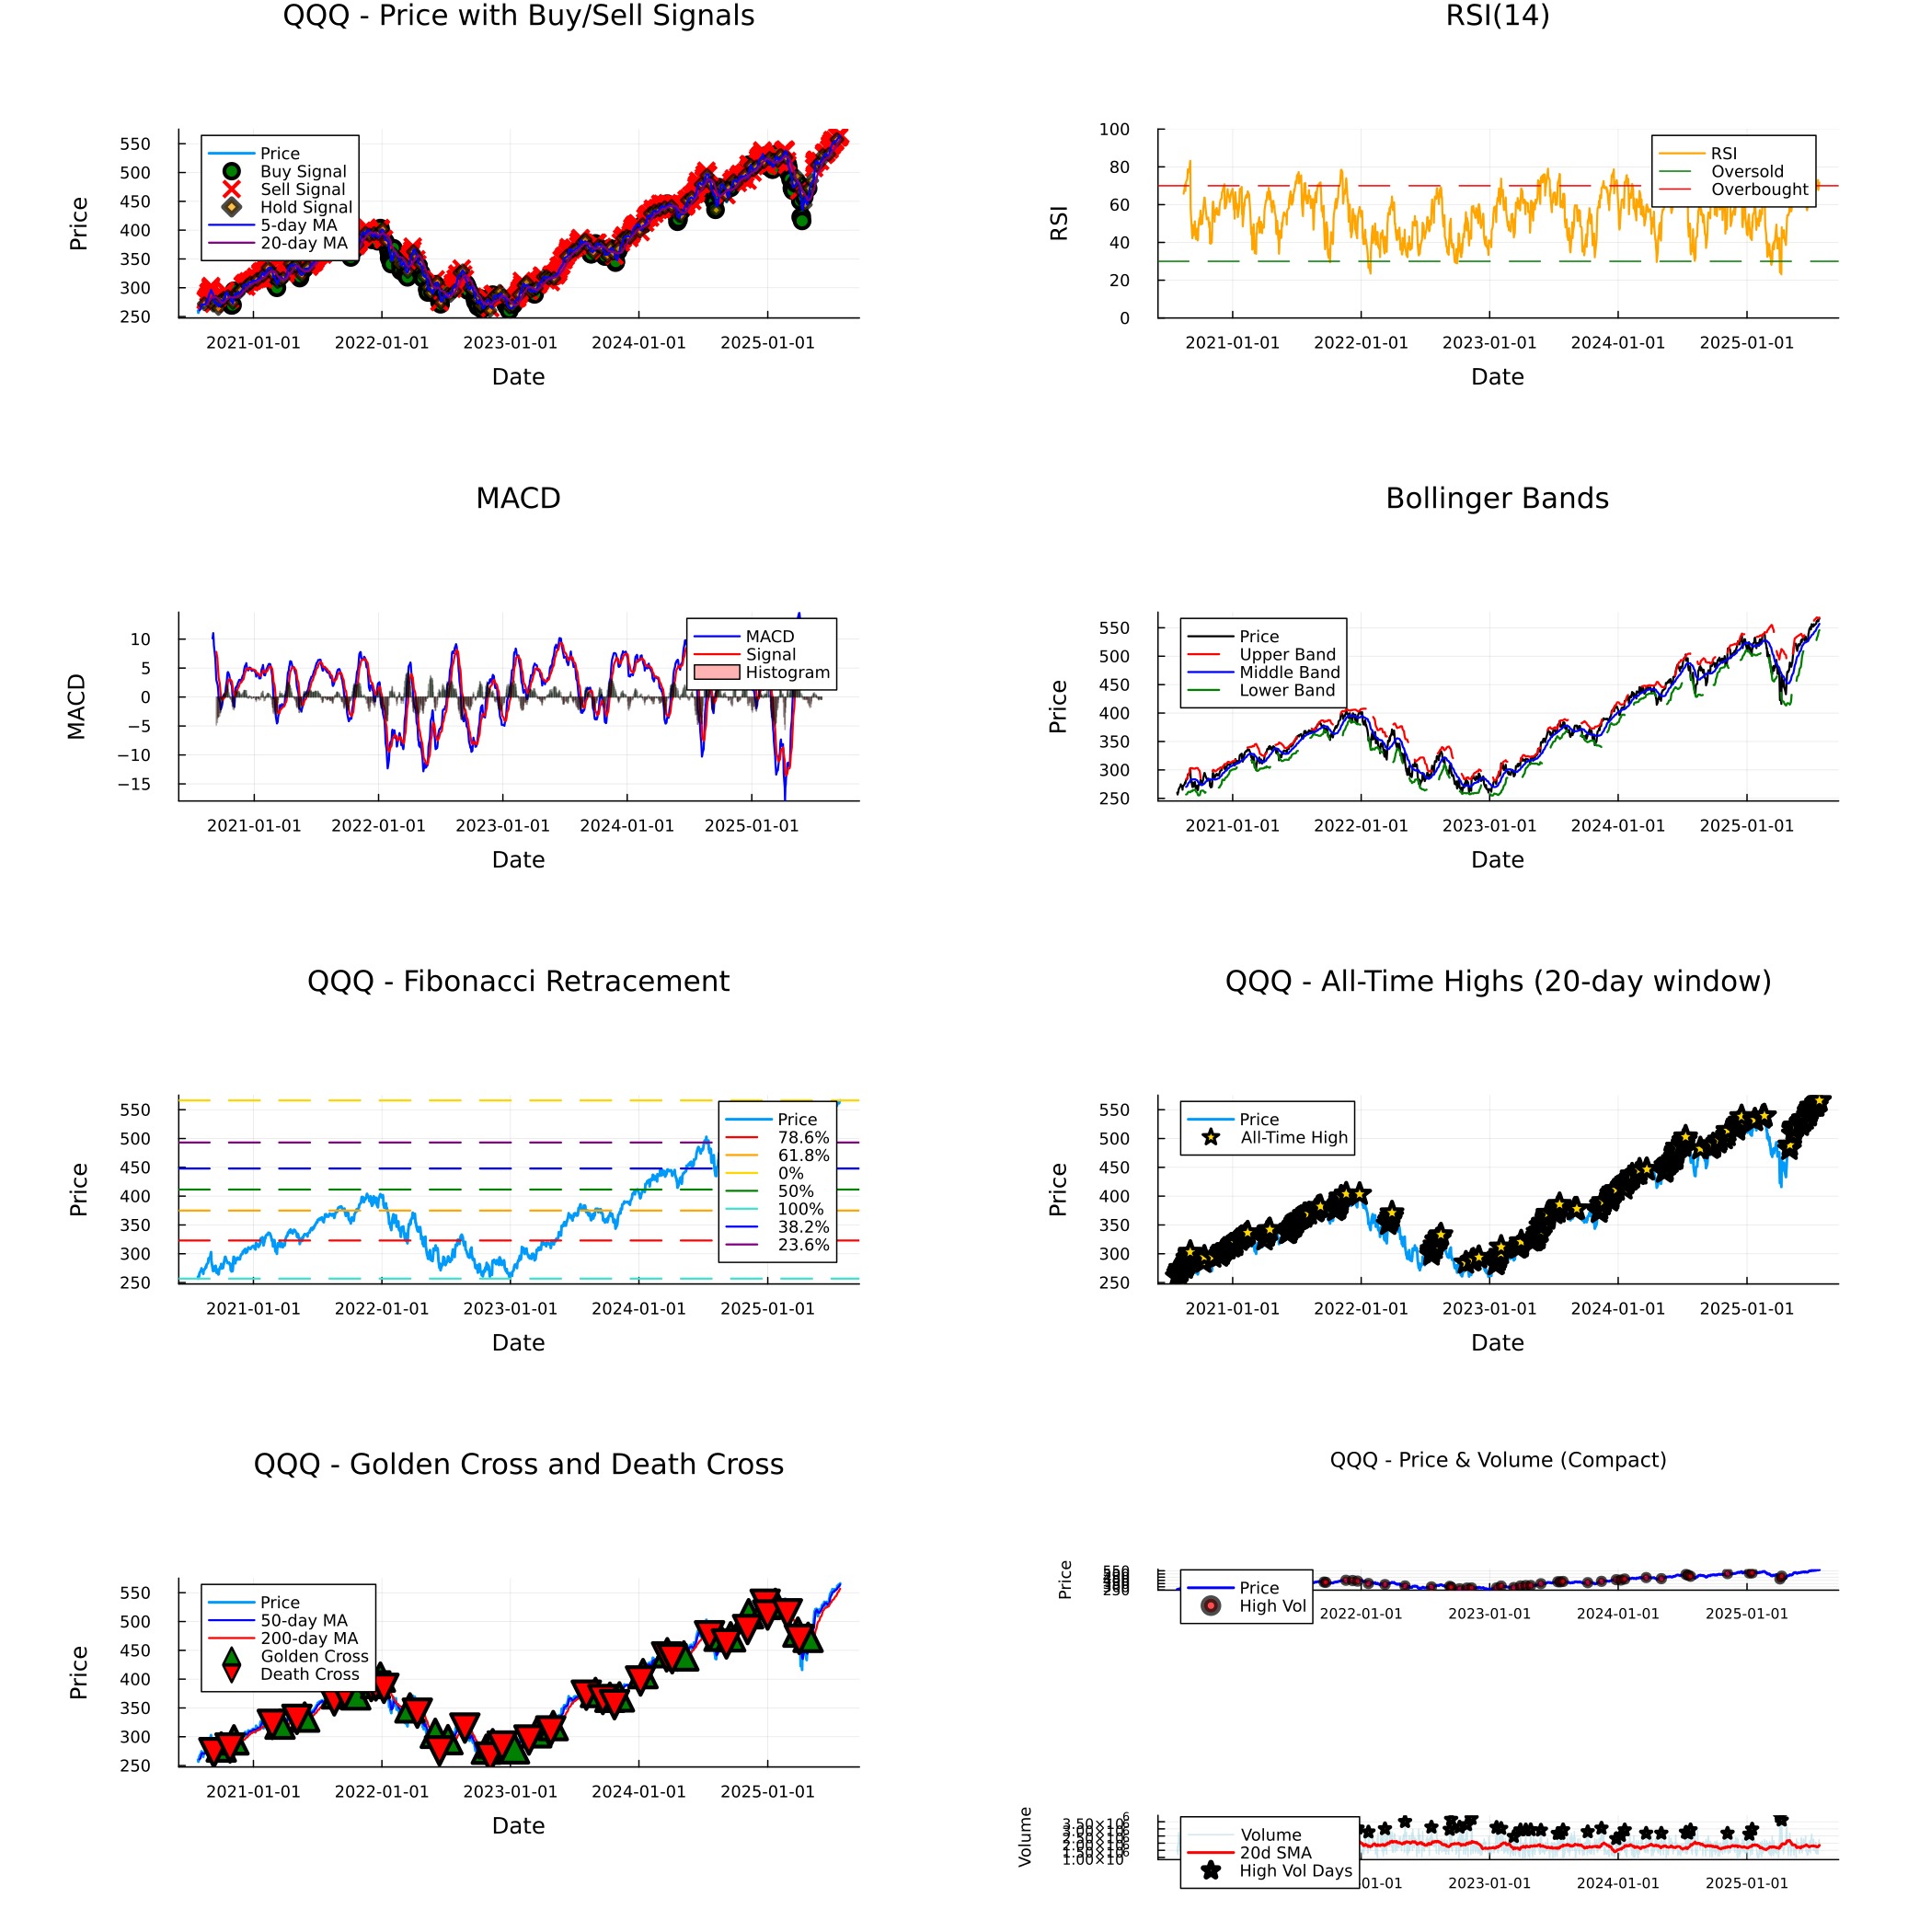 QQQ - Price with Buy/Sell Signals
Price
550
500
450
400
350
300
250
Price
Buy Signal
Sell Signal
Hold Signal
5-day MA
20-day MA
2021-01-01 2022-01-01 2023-01-01 2024-01-01 2025-01-01
Date
RSI(14)
RSI
100
80
60
40
20
0
RSI
Oversold
Overbought
2021-01-01 2022-01-01 2023-01-01 2024-01-01 2025-01-01
Date
MACD
MACD
10
5
0
−5
−10
−15
MACD
Signal
Histogram
2021-01-01 2022-01-01 2023-01-01 2024-01-01 2025-01-01
Date
Bollinger Bands
Price
550
500
450
400
350
300
250
Price
Upper Band
Middle Band
Lower Band
2021-01-01 2022-01-01 2023-01-01 2024-01-01 2025-01-01
Date
QQQ - Fibonacci Retracement
Price
550
500
450
400
350
300
250
Price
78.6%
61.8%
0%
50%
100%
38.2%
23.6%
2021-01-01 2022-01-01 2023-01-01 2024-01-01 2025-01-01
Date
QQQ - All-Time Highs (20-day window)
Price
550
500
450
400
350
300
250
Price
All-Time High
2021-01-01 2022-01-01 2023-01-01 2024-01-01 2025-01-01
Date
QQQ - Golden Cross and Death Cross
Price
550
500
450
400
350
300
250
Price
50-day MA
200-day MA
Golden Cross
Death Cross
2021-01-01 2022-01-01 2023-01-01 2024-01-01 2025-01-01
Date
QQQ - Price & Volume (Compact)
Price
550
250
Price
High Vol
2022-01-01 2023-01-01 2024-01-01 2025-01-01
Volume
Volume
20d SMA
High Vol Days
01-01 2023-01-01 2024-01-01 2025-01-01